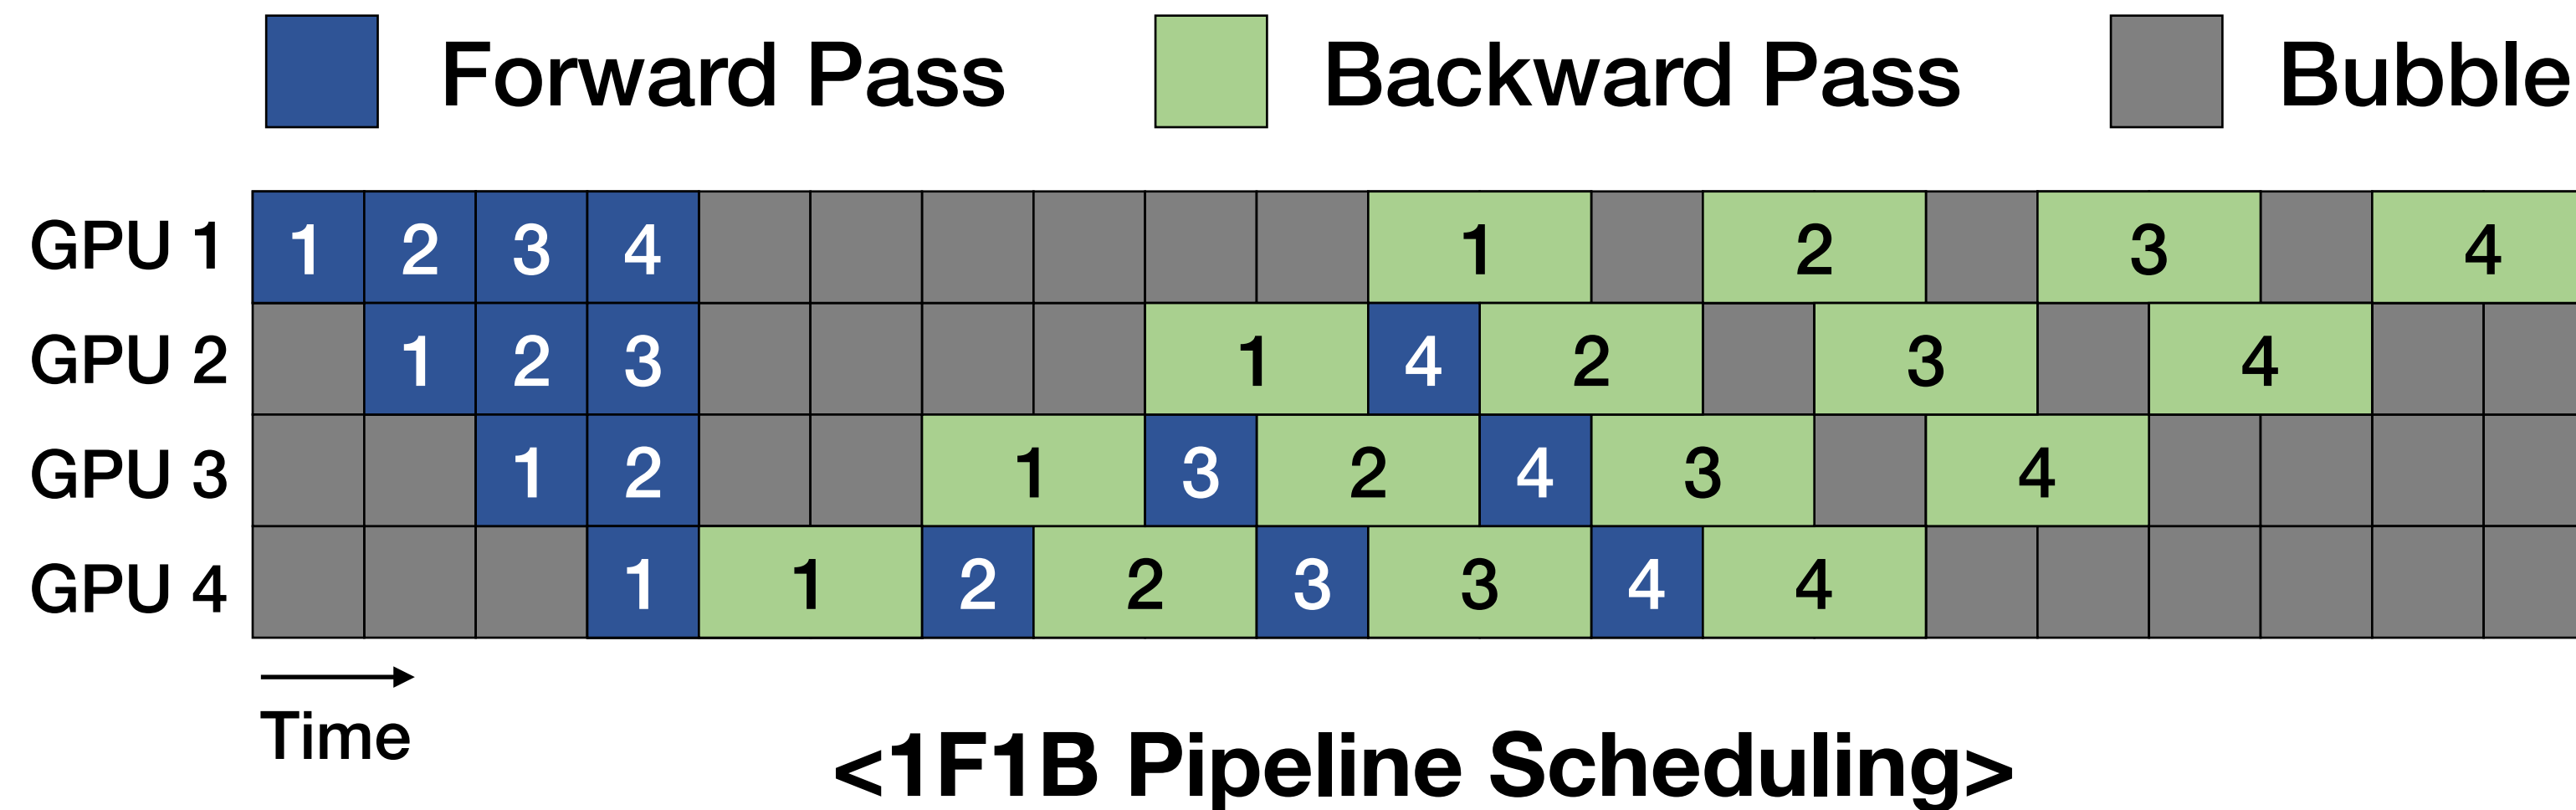 Forward Pass Backward Pass Bubble
GPU 1 1 2 3 4 1 2 3 4
GPU 2 1 2 3 1 4 2 3 4
GPU 3 1 2 1 3 2 4 3 4
GPU 4 1 1 2 2 3 3 4 4
Time
<1F1B Pipeline Scheduling>